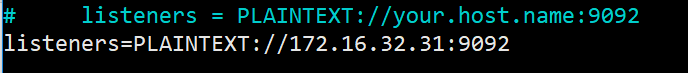 #     listeners = PLAINTEXT://your.host.name:9092
listeners=PLAINTEXT://172.16.32.31:9092